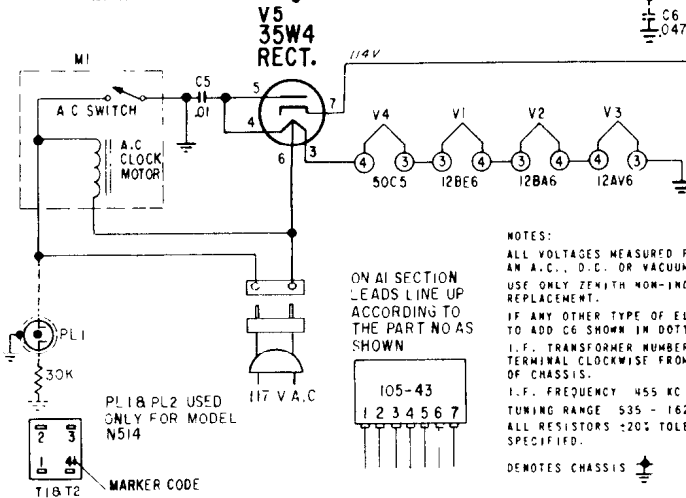 V5
35W4
RECT.
C6
.047
114V
M1
C5
.01
5
7
4
6
3
A C SWITCH
A.C
CLOCK
MOTOR
V4
V1
V2
V3
4 3 3 4 4 3 4 3
50C5
12BE6
12BA6
12AV6
NOTES:
ALL VOLTAGES MEASURED
AN A.C., D.C. OR VACUUM
USE ONLY ZENITH NON-IN
REPLACEMENT.
IF ANY OTHER TYPE OF EL
TO ADD C6 SHOWN IN DOTT
I.F. TRANSFORMER NUMBER
TERMINAL CLOCKWISE FROM
OF CHASSIS.
I.F. FREQUENCY 455 KC
TUNING RANGE 535 - 162
ALL RESISTORS ±20% TOLE
SPECIFIED.
DENOTES CHASSIS
ON A1 SECTION
LEADS LINE UP
ACCORDING TO
THE PART NO AS
SHOWN
105-43
1 2 3 4 5 6 7
117 V A.C
PL1
30K
PL1 & PL2 USED
ONLY FOR MODEL
N514
2 3
1 4
T1 & T2
MARKER CODE